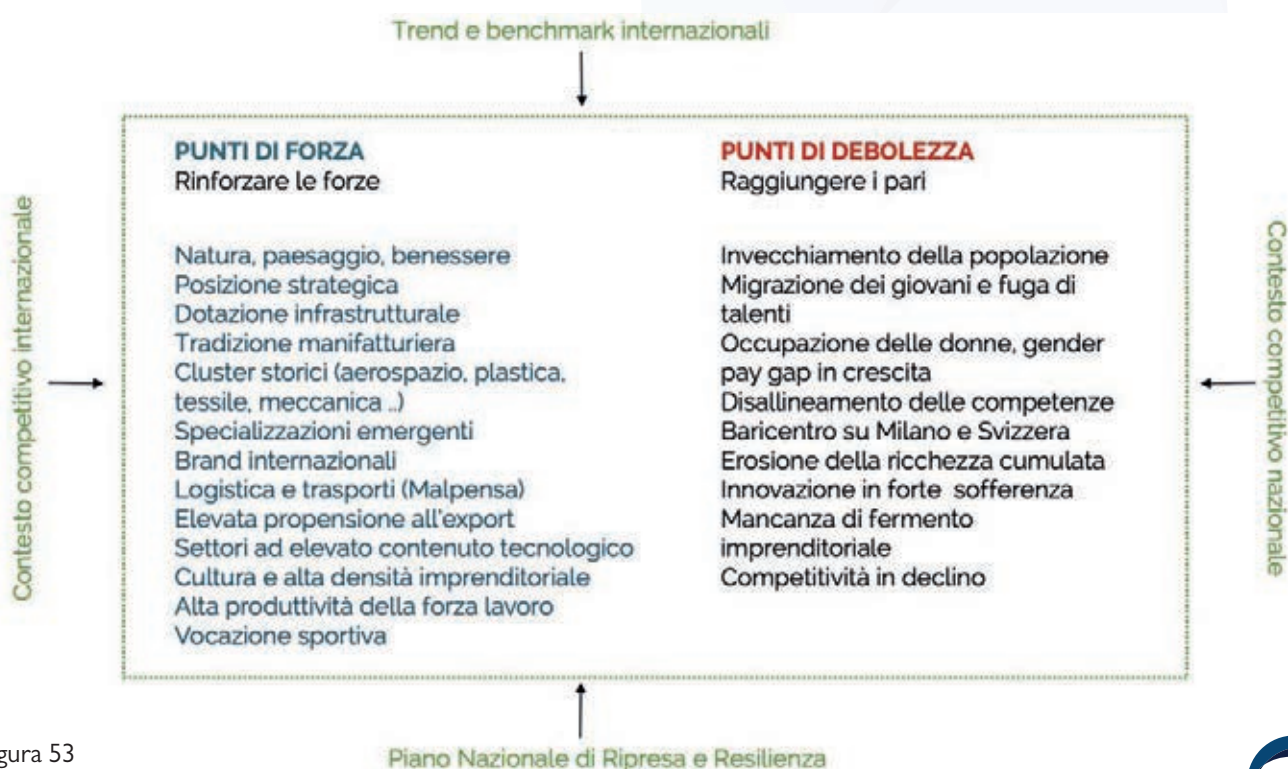 Trend e benchmark internazionali
Contesto competitivo internazionale
PUNTI DI FORZA
Rinforzare le forze
Natura, paesaggio, benessere
Posizione strategica
Dotazione infrastrutturale
Tradizione manifatturiera
Cluster storici (aerospazio, plastica,
tessile, meccanica ..)
Specializzazioni emergenti
Brand internazionali
Logistica e trasporti (Malpensa)
Elevata propensione all'export
Settori ad elevato contenuto tecnologico
Cultura e alta densità imprenditoriale
Alta produttività della forza lavoro
Vocazione sportiva
PUNTI DI DEBOLEZZA
Raggiungere i pari
Invecchiamento della popolazione
Migrazione dei giovani e fuga di
talenti
Occupazione delle donne, gender
pay gap in crescita
Disallineamento delle competenze
Baricentro su Milano e Svizzera
Erosione della ricchezza cumulata
Innovazione in forte sofferenza
Mancanza di fermento
imprenditoriale
Competitività in declino
Contesto competitivo nazionale
Piano Nazionale di Ripresa e Resilienza
gura 53